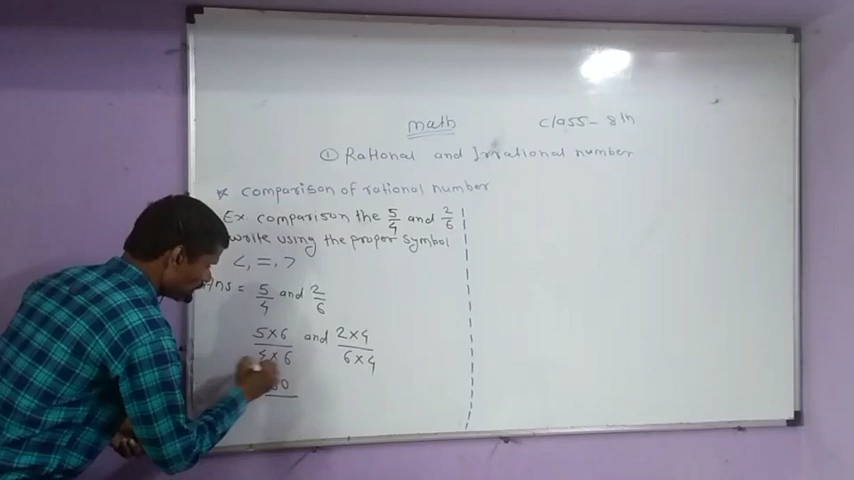 math
class - 8th
① Rational and Irrational number
* comparison of rational number
Ex. comparison the 5/4 and 2/6
write using the proper symbol
<, =, >
Ans = 5/4 and 2/6
5×6/4×6 and 2×4/6×4
30